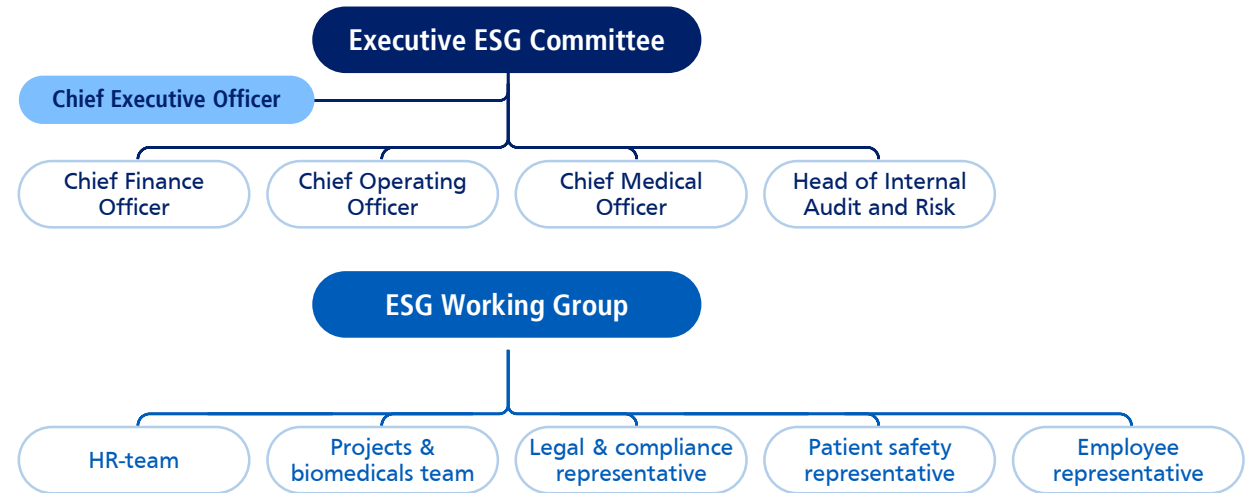 Executive ESG Committee
Chief Executive Officer
Chief Finance
Officer
Chief Operating
Officer
Chief Medical
Officer
Head of Internal
Audit and Risk
ESG Working Group
HR-team
Projects &
biomedicals team
Legal & compliance
representative
Patient safety
representative
Employee
representative